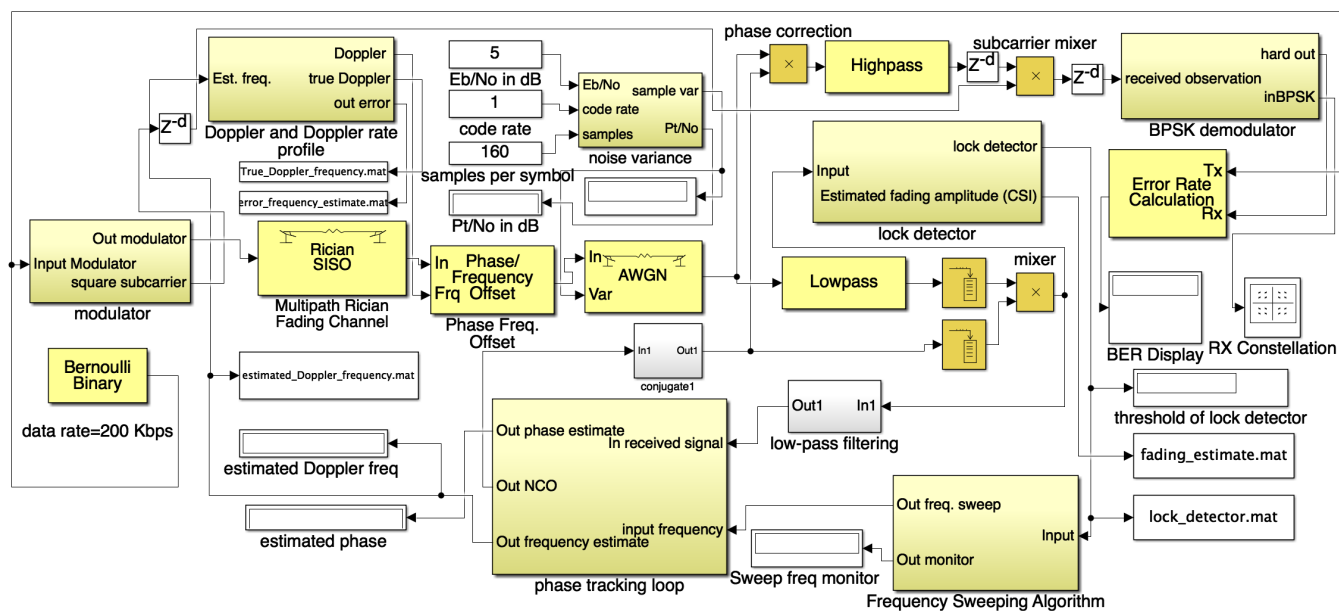 phase correction
subcarrier mixer
Doppler
Est. freq.
true Doppler
out error
Doppler and Doppler rate
profile
5
Eb/No in dB
1
code rate
160
samples per symbol
Eb/No
sample var
code rate
Pt/No
samples
noise variance
×
Highpass
Z-d
×
Z-d
hard out
received observation
inBPSK
BPSK demodulator
Z-d
True_Doppler_frequency.mat
error_frequency_estimate.mat
Pt/No in dB
lock detector
Input
Estimated fading amplitude (CSI)
lock detector
Tx
Error Rate
Calculation
Rx
Out modulator
Input Modulator
square subcarrier
modulator
Rician
SISO
Multipath Rician
Fading Channel
In
Phase/
Frequency
Offset
Frq
Phase Freq.
Offset
In
AWGN
Var
Lowpass
mixer
×
BER Display
RX Constellation
In1
Out1
conjugate1
Bernoulli
Binary
data rate=200 Kbps
estimated_Doppler_frequency.mat
Out1
In1
low-pass filtering
threshold of lock detector
estimated Doppler freq
Out phase estimate
In received signal
Out NCO
input frequency
Out frequency estimate
phase tracking loop
fading_estimate.mat
estimated phase
Sweep freq monitor
Out freq. sweep
Input
Out monitor
Frequency Sweeping Algorithm
lock_detector.mat